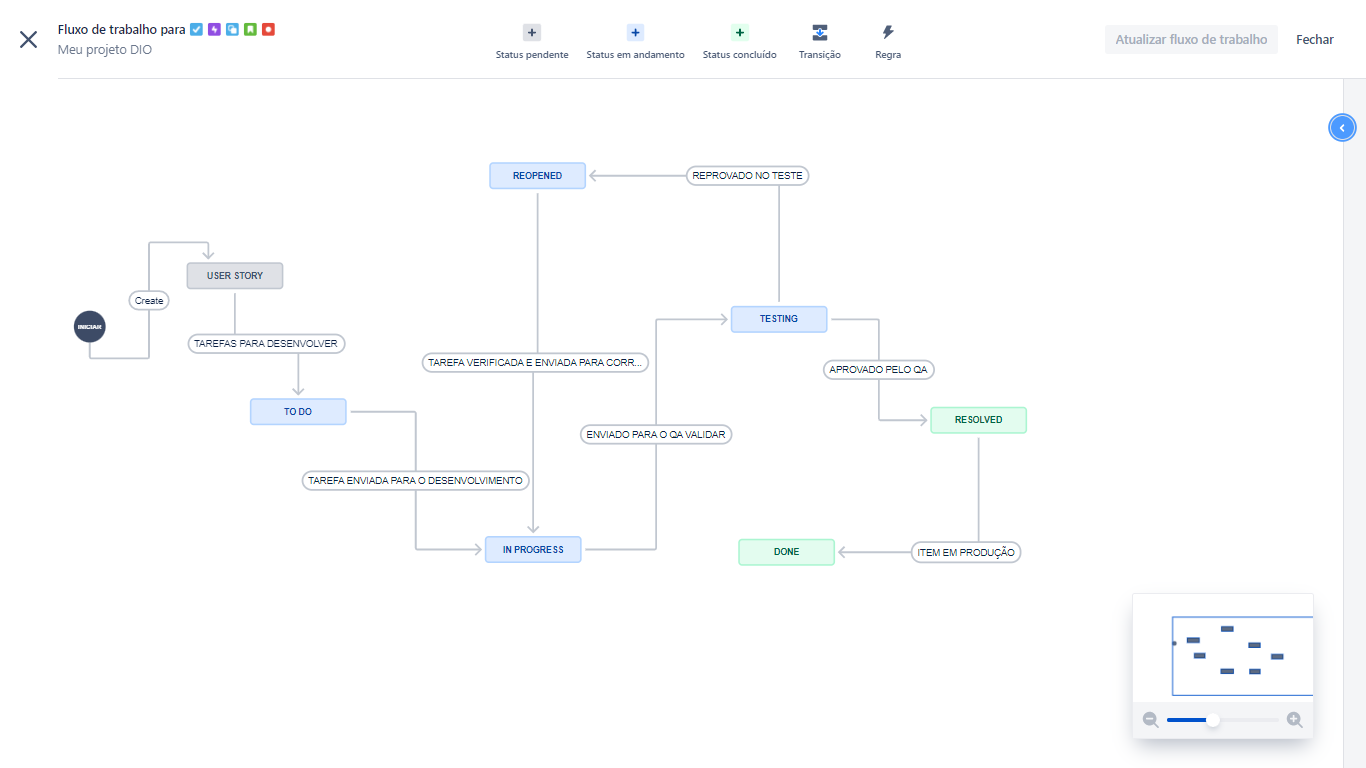 Fluxo de trabalho para
Meu projeto DIO
Status pendente
Status em andamento
Status concluído
Transição
Regra
Atualizar fluxo de trabalho
Fechar
REOPENED
REPROVADO NO TESTE
USER STORY
Create
INICIAR
TESTING
TAREFAS PARA DESENVOLVER
TAREFA VERIFICADA E ENVIADA PARA CORR...
APROVADO PELO QA
TO DO
RESOLVED
ENVIADO PARA O QA VALIDAR
TAREFA ENVIADA PARA O DESENVOLVIMENTO
IN PROGRESS
DONE
ITEM EM PRODUÇÃO